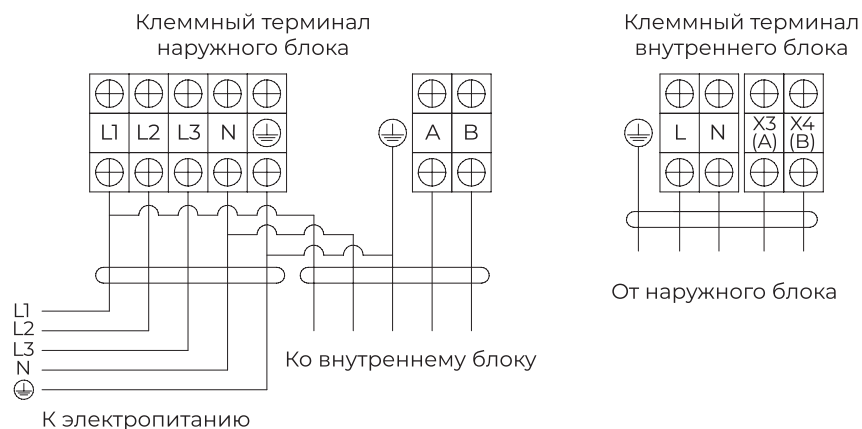 Клеммный терминал
наружного блока
Клеммный терминал
внутреннего блока
L1 L2 L3 N A B
L N X3 (A) X4 (B)
От наружного блока
L1
L2
L3
N
Ко внутреннему блоку
К электропитанию